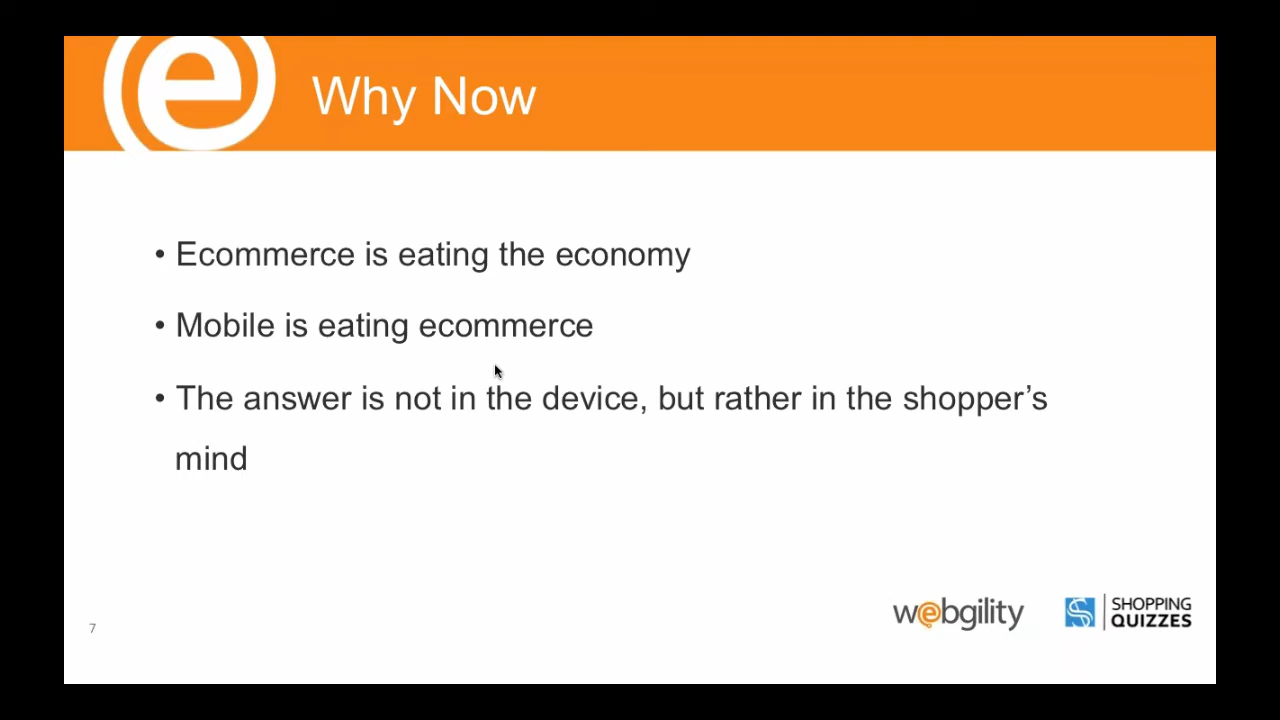 e Why Now
• Ecommerce is eating the economy
• Mobile is eating ecommerce
• The answer is not in the device, but rather in the shopper’s
mind
7
webgility
S SHOPPING
QUIZZES